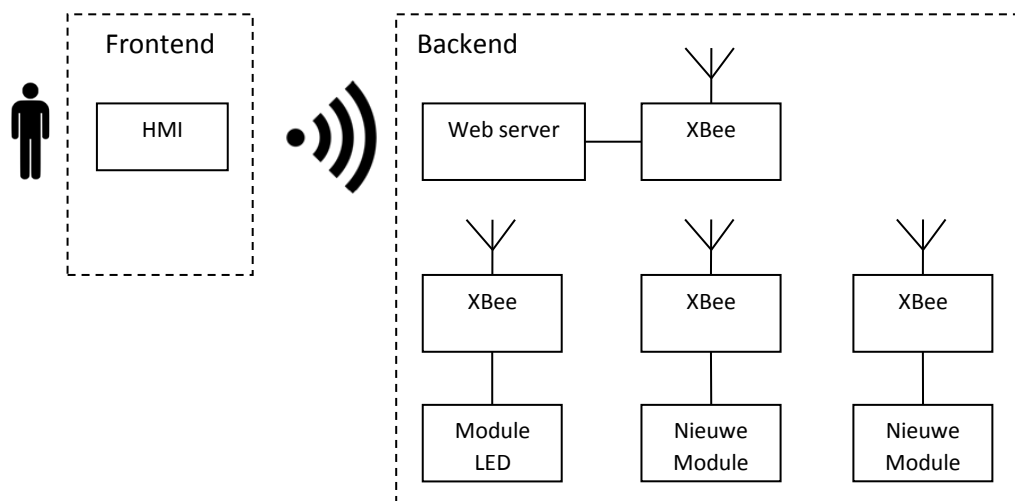 Frontend
Backend
HMI
Web server
XBee
XBee
XBee
XBee
Module
LED
Nieuwe
Module
Nieuwe
Module